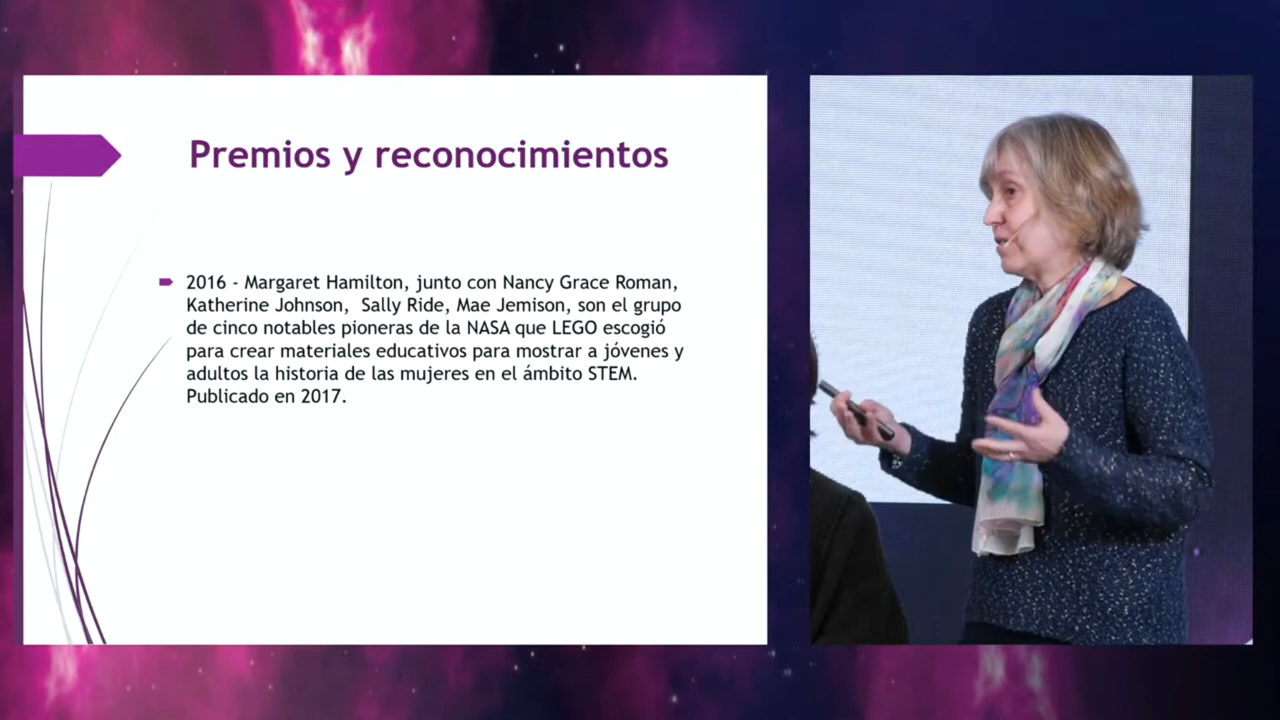 Premios y reconocimientos
2016 - Margaret Hamilton, junto con Nancy Grace Roman,
Katherine Johnson,  Sally Ride, Mae Jemison, son el grupo
de cinco notables pioneras de la NASA que LEGO escogió
para crear materiales educativos para mostrar a jóvenes y
adultos la historia de las mujeres en el ámbito STEM.
Publicado en 2017.